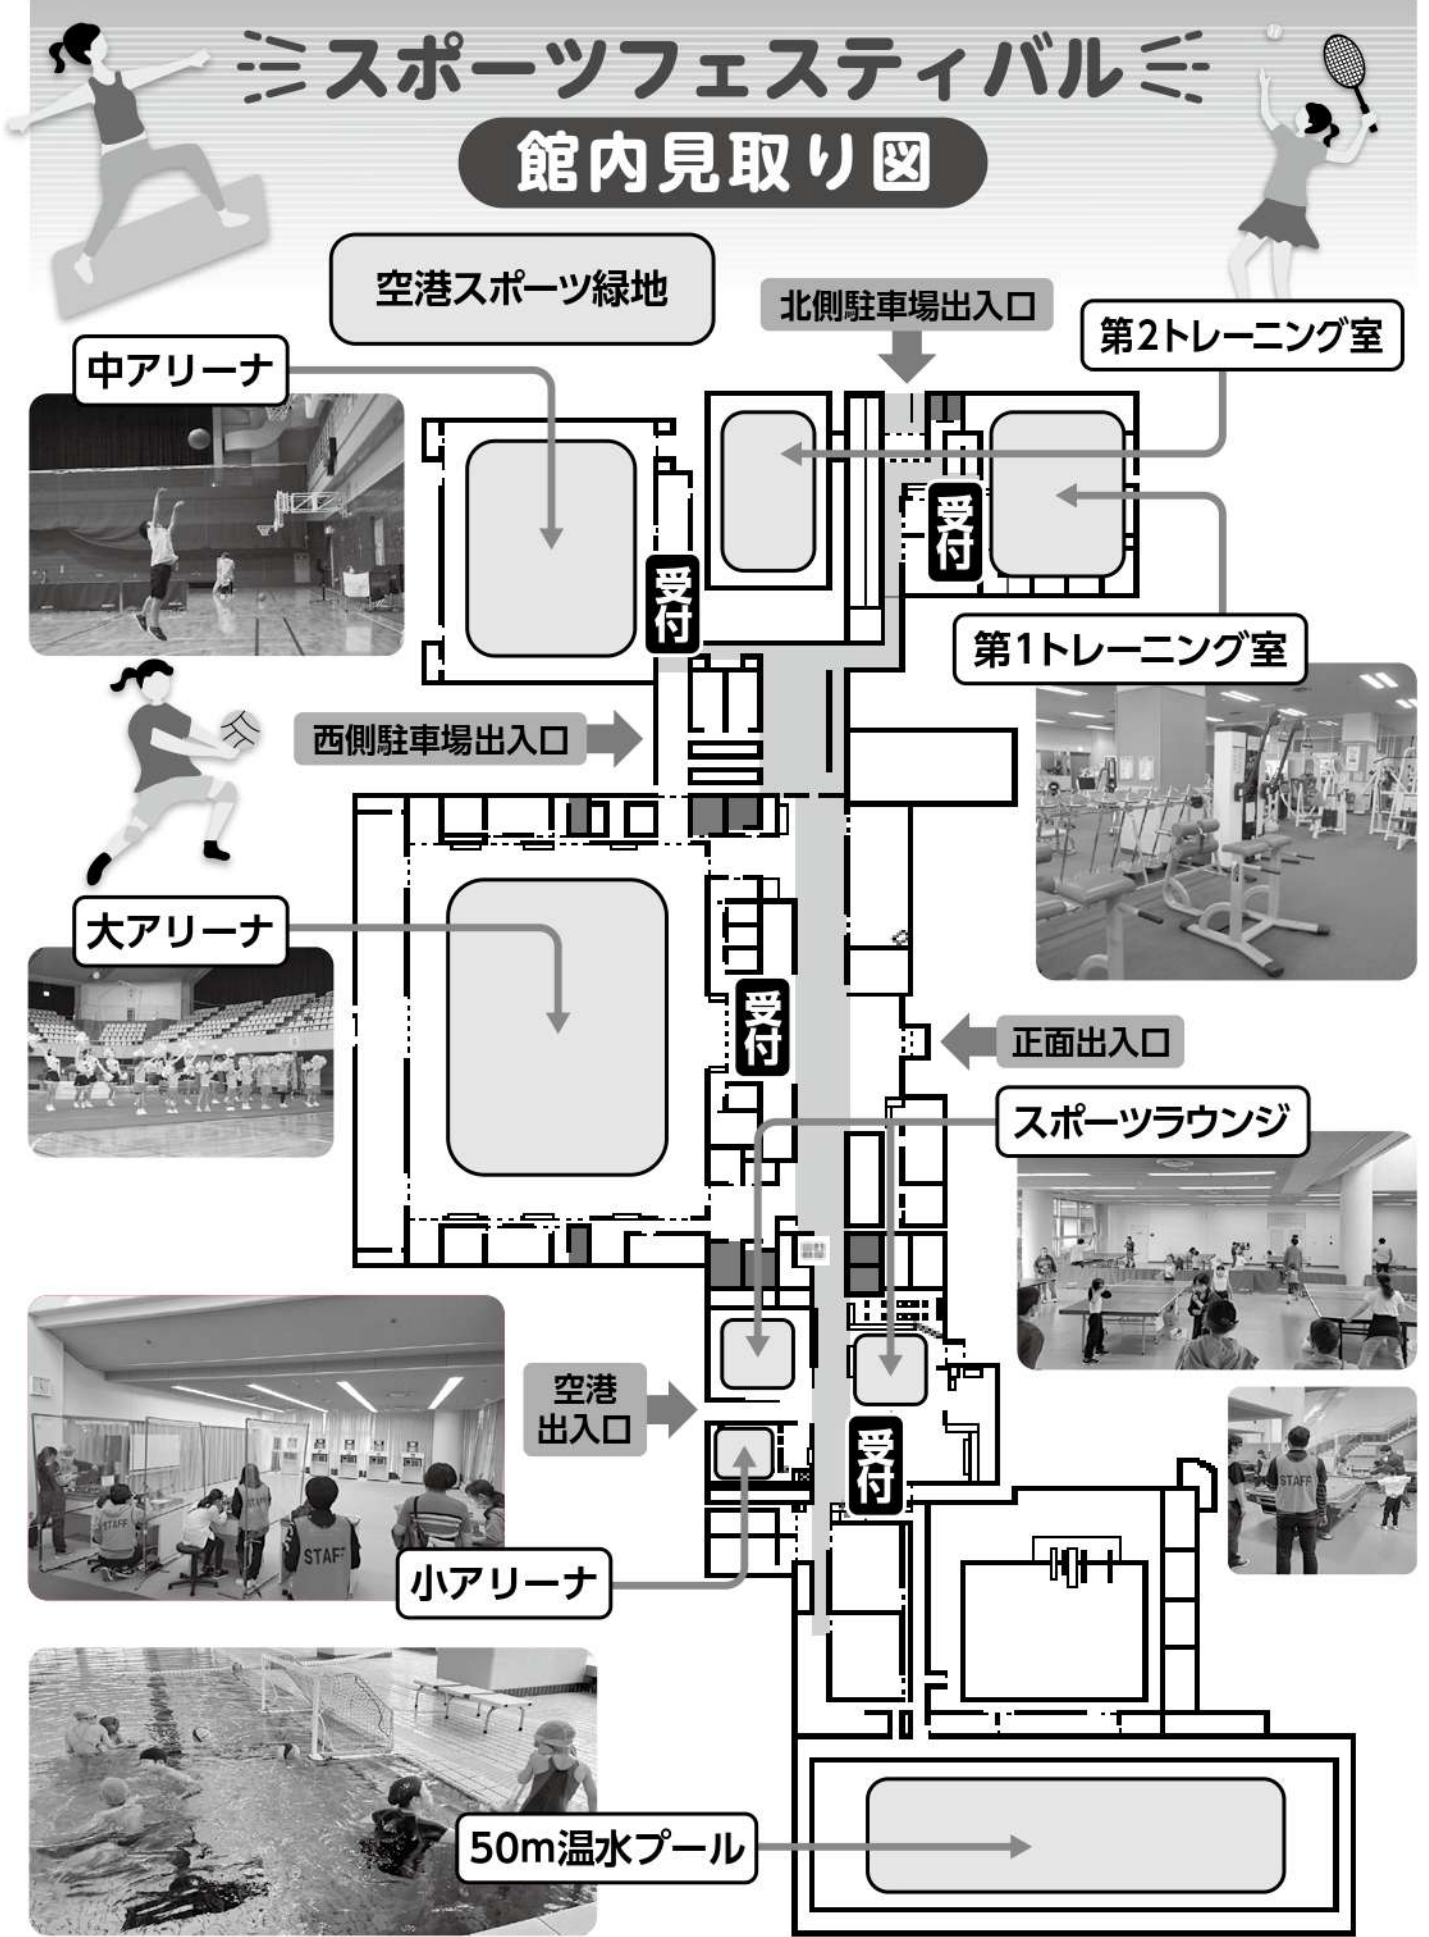 スポーツフェスティバル
館内見取り図
空港スポーツ緑地
北側駐車場出入口
第2トレーニング室
中アリーナ
受付
受付
第1トレーニング室
西側駐車場出入口
大アリーナ
受付
正面出入口
スポーツラウンジ
空港
出入口
受付
STAFF
STAFF
STAFF
STAFF
小アリーナ
50m温水プール